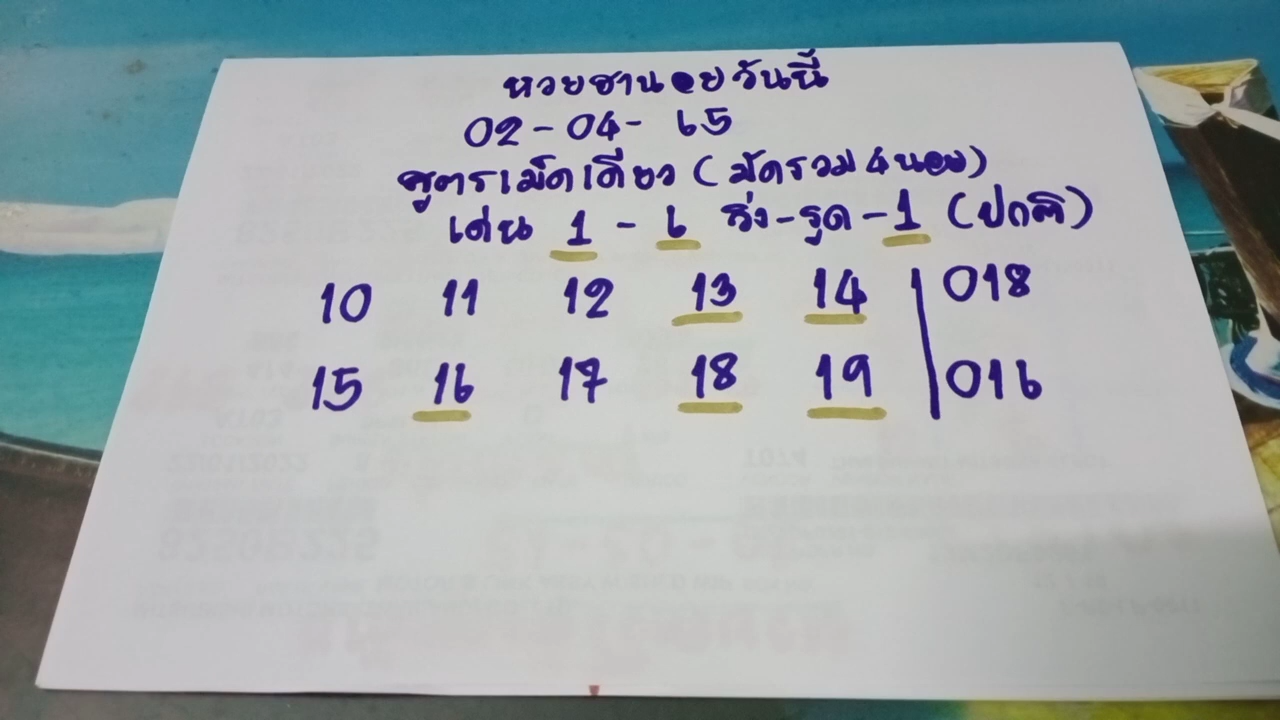 หวยฮานอยวันนี้
02-04-65
สูตรเม็ดเดียว (มัดรวม 4 นอย)
เด่น 1 - 6 วิ่ง-รูด-1 (ปกติ)
10 11 12 13 14 | 018
15 16 17 18 19 | 016